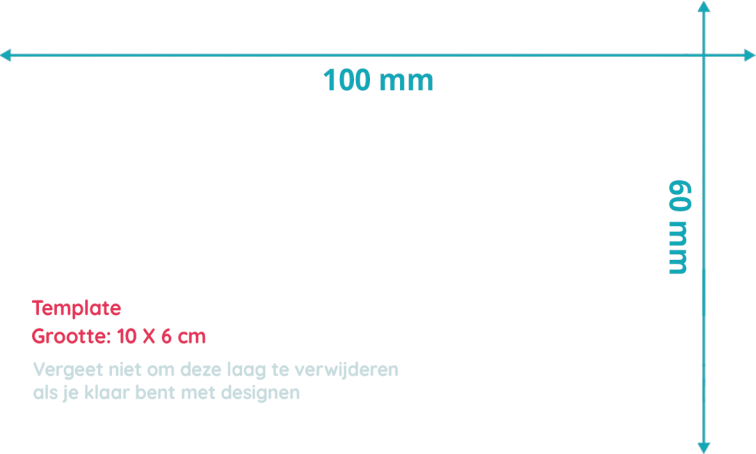 100 mm
60 mm
Template
Grootte: 10 X 6 cm
Vergeet niet om deze laag te verwijderen
als je klaar bent met designen